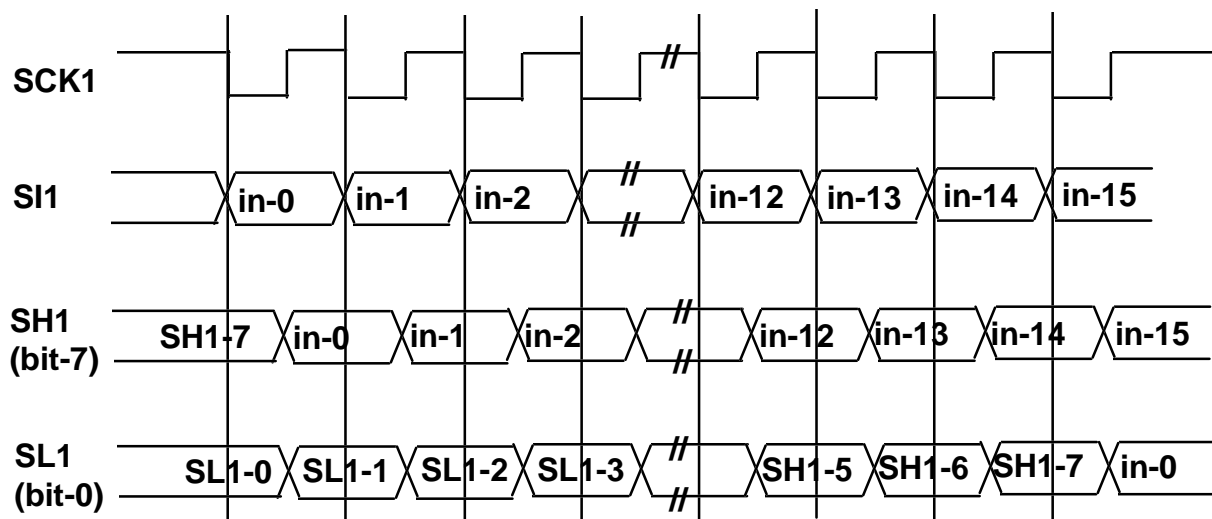 SCK1
//
SI1
in-0 in-1 in-2 // in-12 in-13 in-14 in-15
//
SH1
(bit-7)
SH1-7 in-0 in-1 in-2 // in-12 in-13 in-14 in-15
//
SL1
(bit-0)
SL1-0 SL1-1 SL1-2 SL1-3 // SH1-5 SH1-6 SH1-7 in-0
//